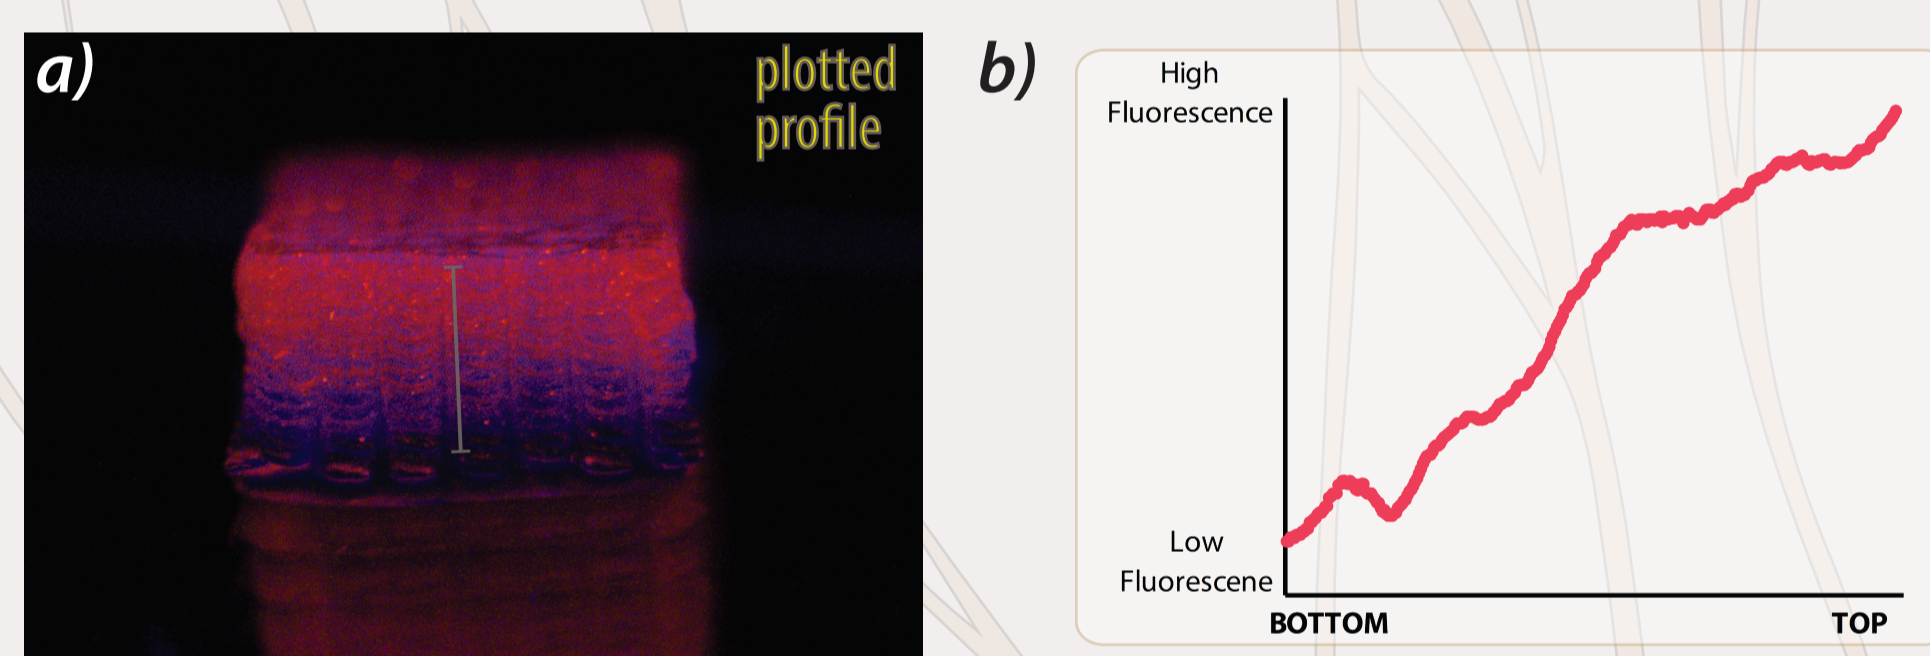 a)
plotted
profile
b)
High
Fluorescence
Low
Fluorescene
BOTTOM
TOP